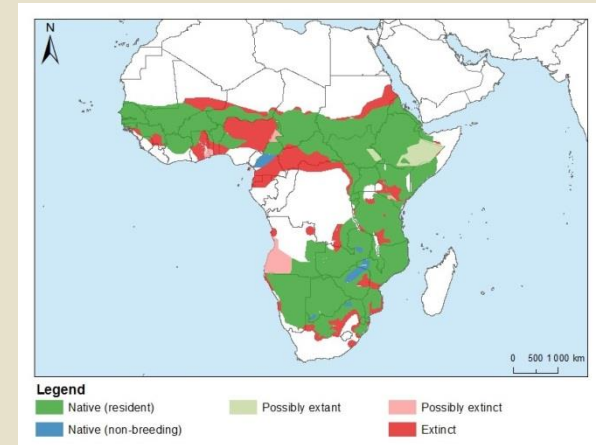 N
0 500 1 000 km
Legend
Native (resident)
Possibly extant
Possibly extinct
Native (non-breeding)
Extinct